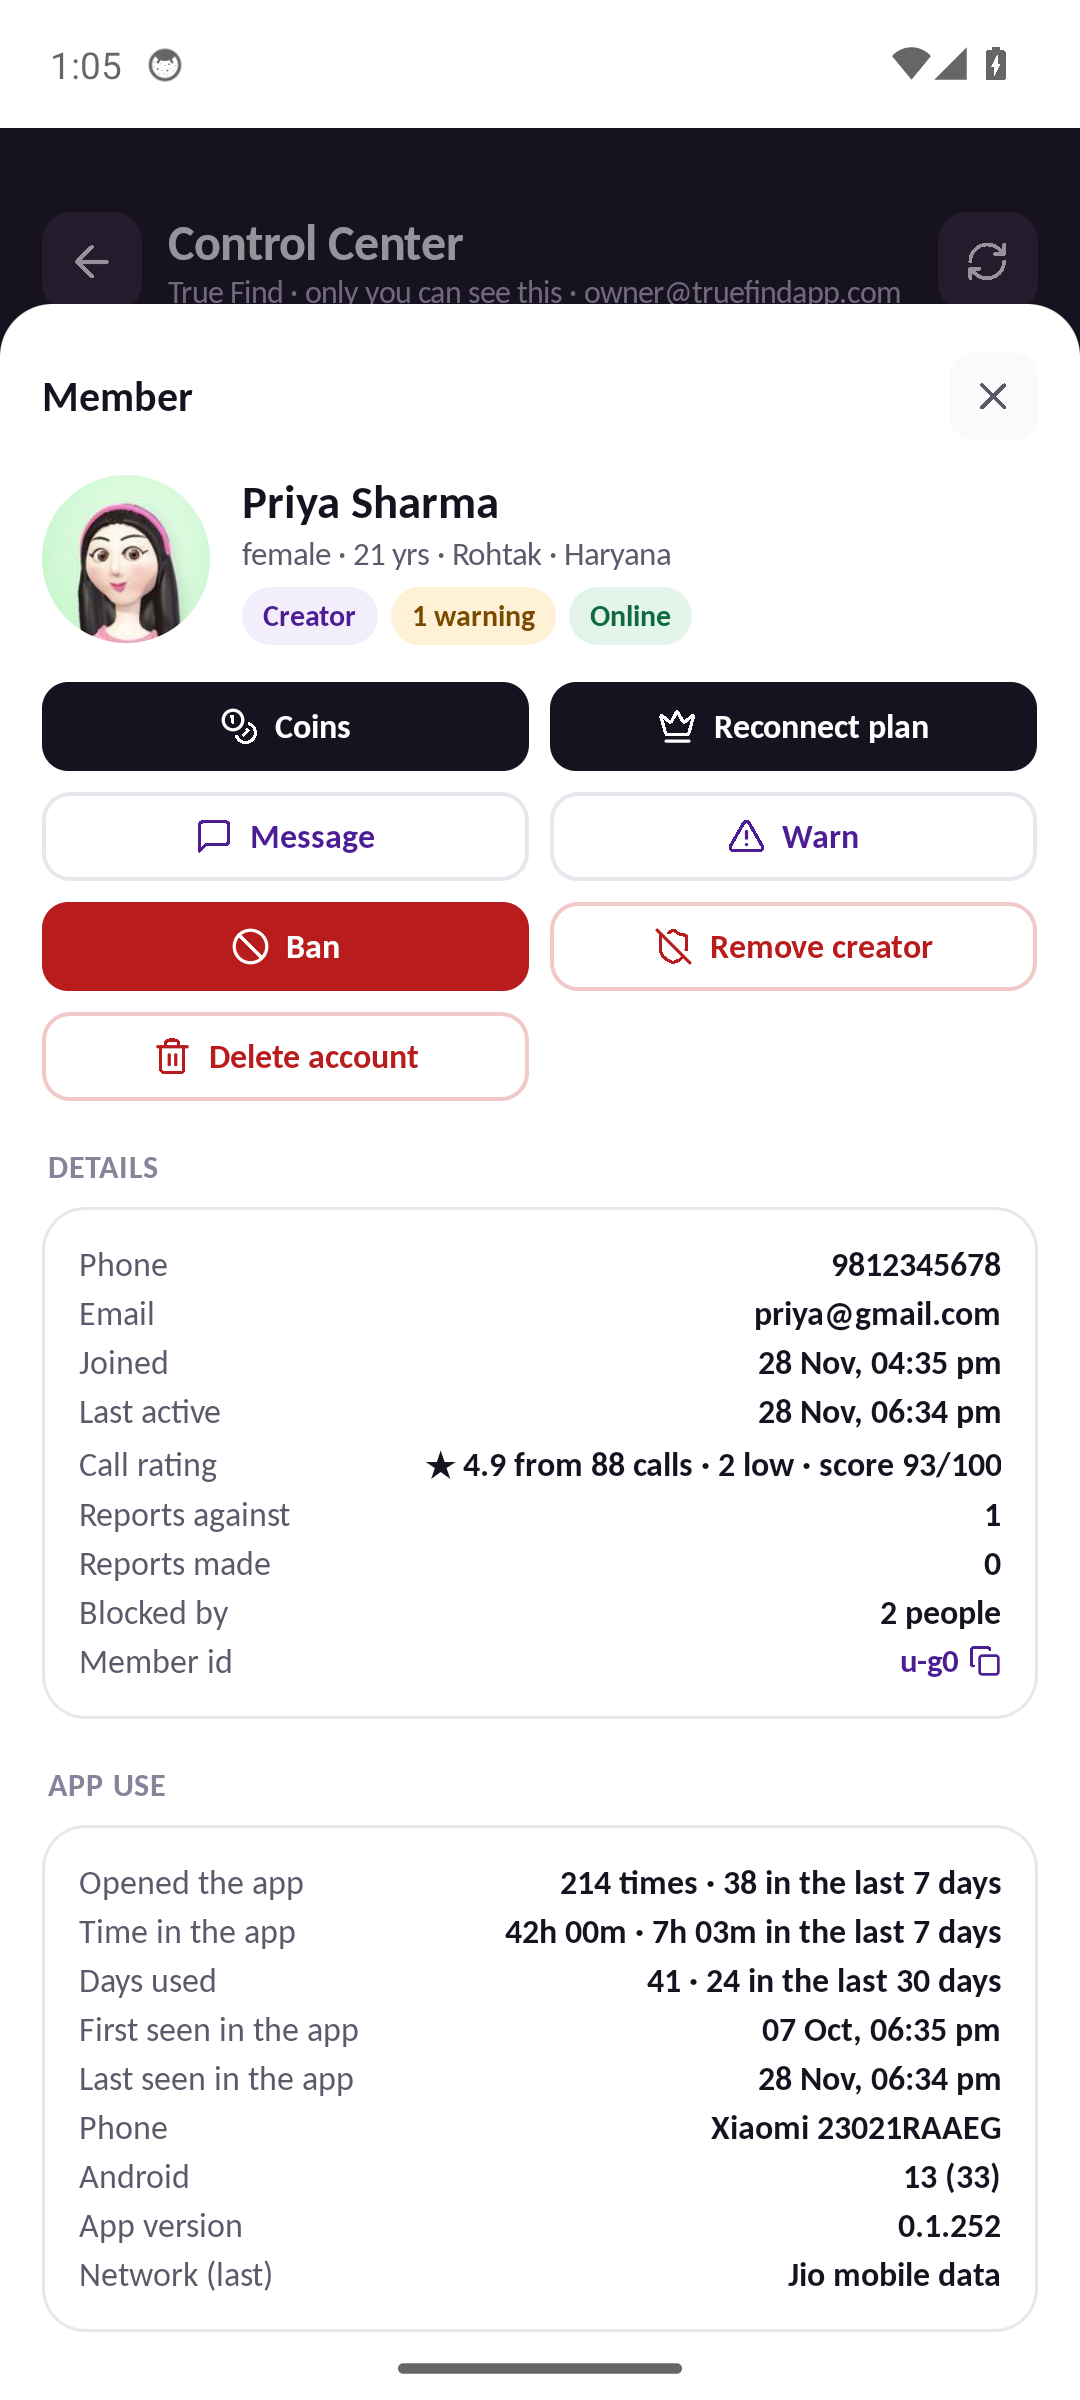 1:05
Control Center
True Find · only you can see this · owner@truefindapp.com
Member
Priya Sharma
female · 21 yrs · Rohtak · Haryana
Creator
1 warning
Online
Coins
Reconnect plan
Message
Warn
Ban
Remove creator
Delete account
DETAILS
Phone 9812345678
Email priya@gmail.com
Joined 28 Nov, 04:35 pm
Last active 28 Nov, 06:34 pm
Call rating ★ 4.9 from 88 calls · 2 low · score 93/100
Reports against 1
Reports made 0
Blocked by 2 people
Member id u-g0
APP USE
Opened the app 214 times · 38 in the last 7 days
Time in the app 42h 00m · 7h 03m in the last 7 days
Days used 41 · 24 in the last 30 days
First seen in the app 07 Oct, 06:35 pm
Last seen in the app 28 Nov, 06:34 pm
Phone Xiaomi 23021RAAEG
Android 13 (33)
App version 0.1.252
Network (last) Jio mobile data